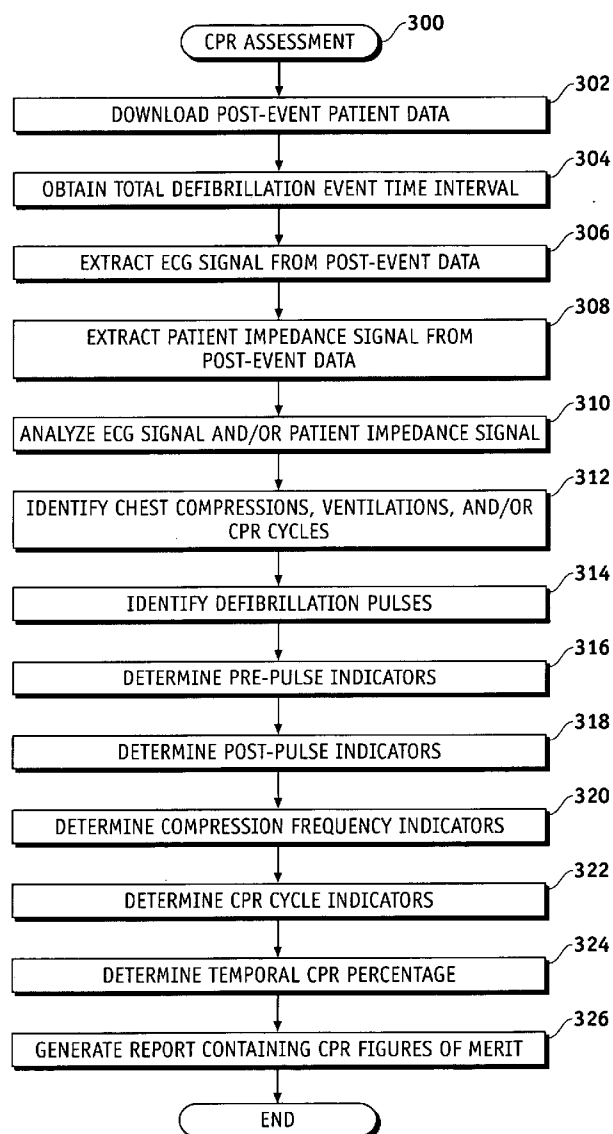 CPR ASSESSMENT
300
302
DOWNLOAD POST-EVENT PATIENT DATA
304
OBTAIN TOTAL DEFIBRILLATION EVENT TIME INTERVAL
306
EXTRACT ECG SIGNAL FROM POST-EVENT DATA
308
EXTRACT PATIENT IMPEDANCE SIGNAL FROM
POST-EVENT DATA
310
ANALYZE ECG SIGNAL AND/OR PATIENT IMPEDANCE SIGNAL
312
IDENTIFY CHEST COMPRESSIONS, VENTILATIONS, AND/OR
CPR CYCLES
314
IDENTIFY DEFIBRILLATION PULSES
316
DETERMINE PRE-PULSE INDICATORS
318
DETERMINE POST-PULSE INDICATORS
320
DETERMINE COMPRESSION FREQUENCY INDICATORS
322
DETERMINE CPR CYCLE INDICATORS
324
DETERMINE TEMPORAL CPR PERCENTAGE
326
GENERATE REPORT CONTAINING CPR FIGURES OF MERIT
END